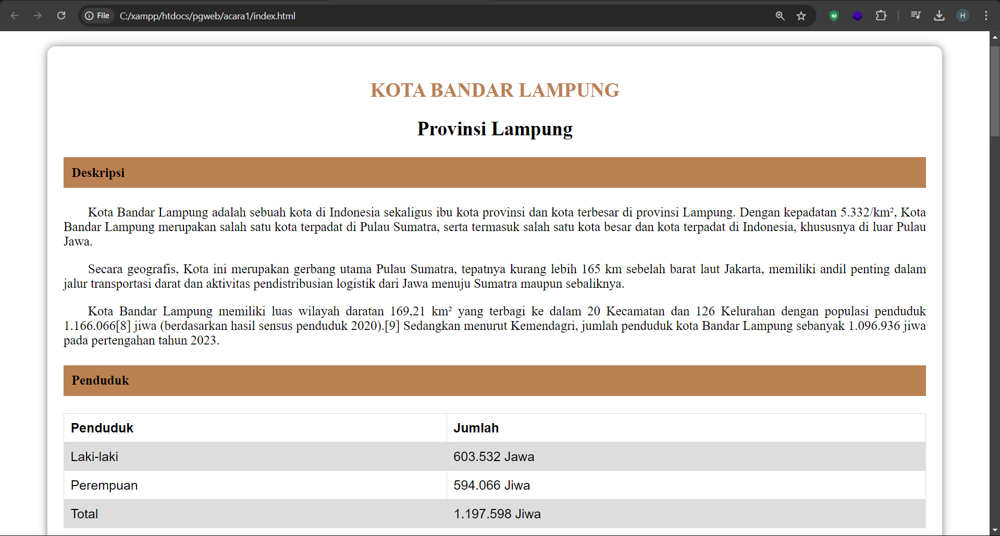 File C:/xampp/htdocs/pgweb/acara1/index.html H
KOTA BANDAR LAMPUNG
Provinsi Lampung
Deskripsi
Kota Bandar Lampung adalah sebuah kota di Indonesia sekaligus ibu kota provinsi dan kota terbesar di provinsi Lampung. Dengan kepadatan 5.332/km², Kota
Bandar Lampung merupakan salah satu kota terpadat di Pulau Sumatra, serta termasuk salah satu kota besar dan kota terpadat di Indonesia, khususnya di luar Pulau
Jawa.
Secara geografis, Kota ini merupakan gerbang utama Pulau Sumatra, tepatnya kurang lebih 165 km sebelah barat laut Jakarta, memiliki andil penting dalam
jalur transportasi darat dan aktivitas pendistribusian logistik dari Jawa menuju Sumatra maupun sebaliknya.
Kota Bandar Lampung memiliki luas wilayah daratan 169,21 km² yang terbagi ke dalam 20 Kecamatan dan 126 Kelurahan dengan populasi penduduk
1.166.066[8] jiwa (berdasarkan hasil sensus penduduk 2020).[9] Sedangkan menurut Kemendagri, jumlah penduduk kota Bandar Lampung sebanyak 1.096.936 jiwa
pada pertengahan tahun 2023.
Penduduk
Penduduk Jumlah
Laki-laki 603.532 Jawa
Perempuan 594.066 Jiwa
Total 1.197.598 Jiwa